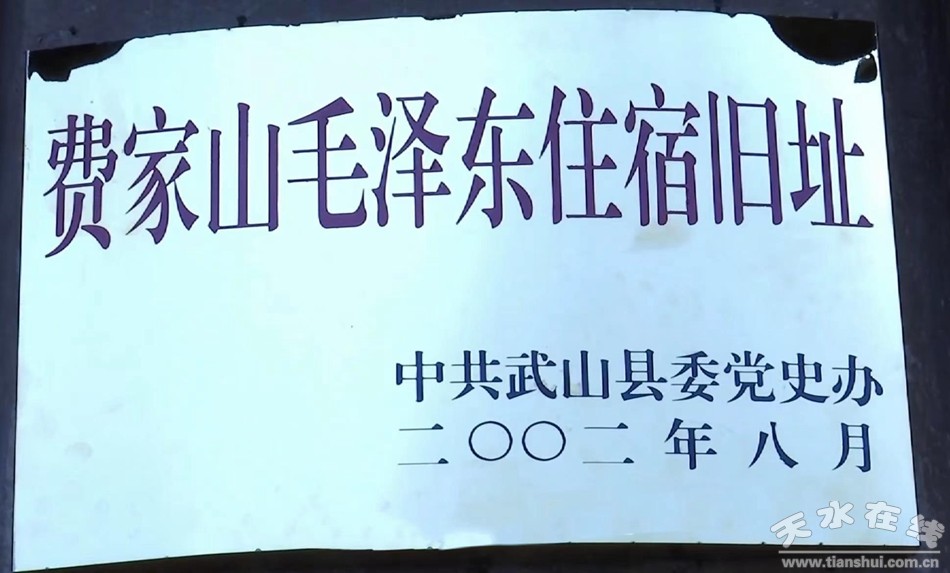 费家山毛泽东住宿旧址
中共武山县委党史办
二〇〇二年八月
天水在线
www.tianshui.com.cn